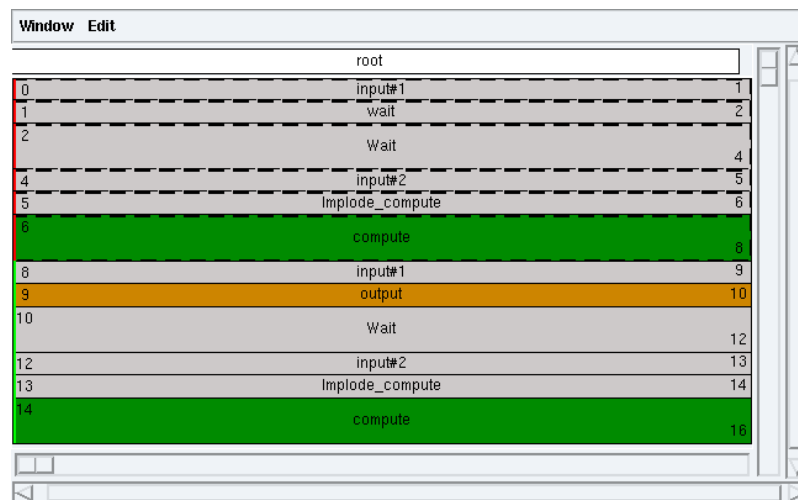 Window Edit
root
0 input#1 1
1 wait 2
2 Wait 4
4 input#2 5
5 Implode_compute 6
6 compute 8
8 input#1 9
9 output 10
10 Wait 12
12 input#2 13
13 Implode_compute 14
14 compute 16